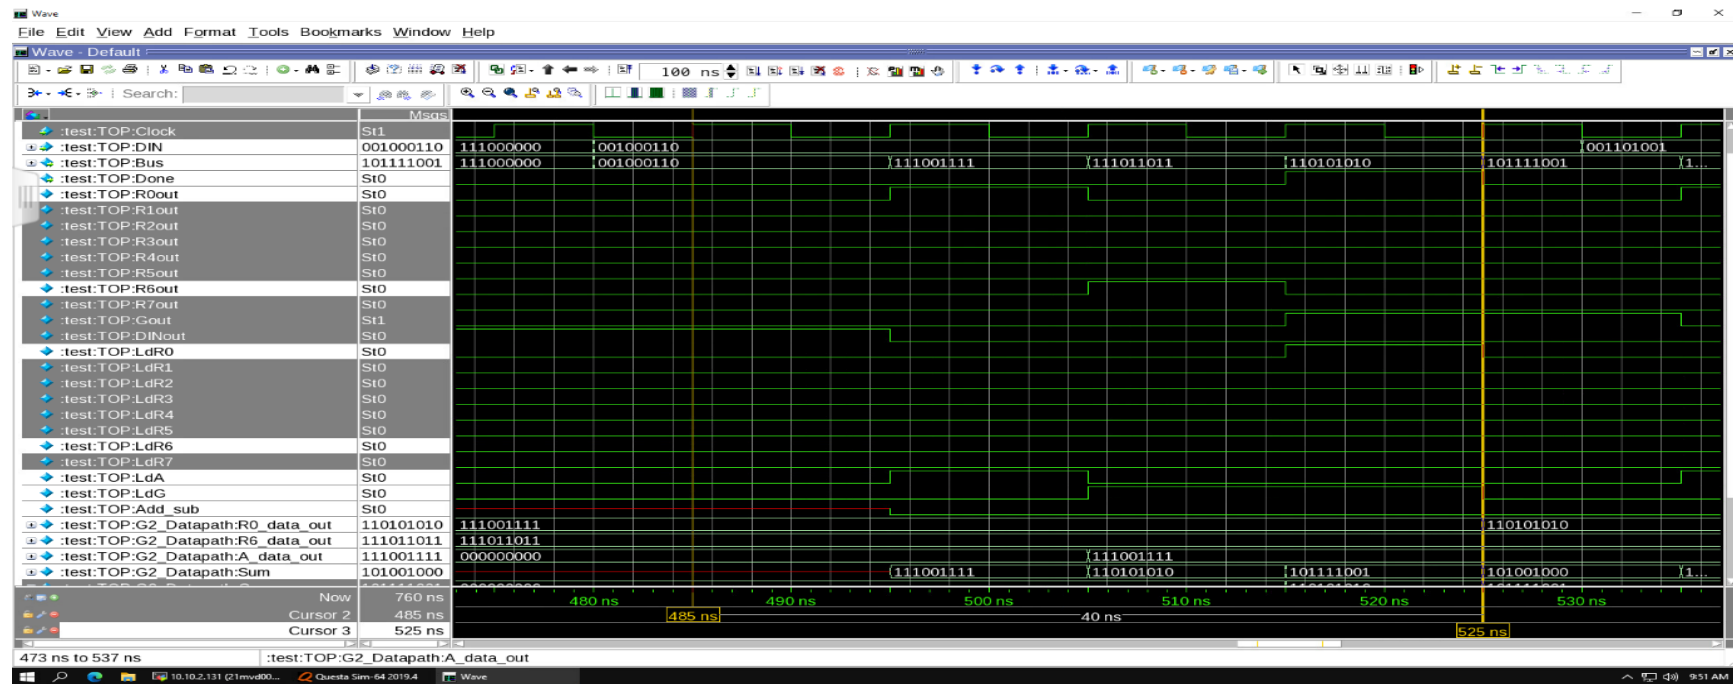 Wave
File Edit View Add Format Tools Bookmarks Window Help
Wave - Default
100 ns
Search:
Msgs
:test:TOP:Clock St1
:test:TOP:DIN 001000110 111000000 001000110 001101001
:test:TOP:Bus 101111001 111000000 001000110 111001111 111011011 110101010 101111001 1...
:test:TOP:Done St0
:test:TOP:R0out St0
:test:TOP:R1out St0
:test:TOP:R2out St0
:test:TOP:R3out St0
:test:TOP:R4out St0
:test:TOP:R5out St0
:test:TOP:R6out St0
:test:TOP:R7out St0
:test:TOP:Gout St1
:test:TOP:DINout St0
:test:TOP:LdR0 St0
:test:TOP:LdR1 St0
:test:TOP:LdR2 St0
:test:TOP:LdR3 St0
:test:TOP:LdR4 St0
:test:TOP:LdR5 St0
:test:TOP:LdR6 St0
:test:TOP:LdR7 St0
:test:TOP:LdA St0
:test:TOP:LdG St0
:test:TOP:Add_sub St0
:test:TOP:G2_Datapath:R0_data_out 110101010 111001111 110101010
:test:TOP:G2_Datapath:R6_data_out 111011011 111011011
:test:TOP:G2_Datapath:A_data_out 111001111 000000000 111001111
:test:TOP:G2_Datapath:Sum 101001000 111001111 110101010 101111001 101001000 1...
Now 760 ns 480 ns 490 ns 500 ns 510 ns 520 ns 530 ns
Cursor 2 485 ns 485 ns 40 ns
Cursor 3 525 ns 525 ns
473 ns to 537 ns :test:TOP:G2_Datapath:A_data_out
10.10.2.131 (21mvd00... Questa Sim-64 2019.4 Wave 9:51 AM